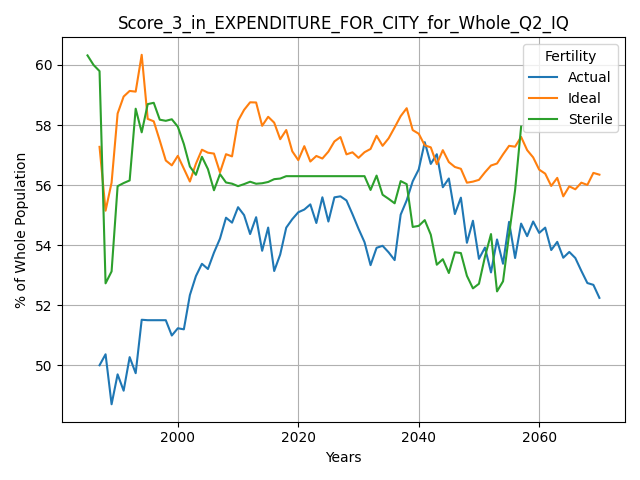 Score_3_in_EXPENDITURE_FOR_CITY_for_Whole_Q2_IQ
Fertility
Actual
Ideal
Sterile
% of Whole Population
60
58
56
54
52
50
2000
2020
2040
2060
Years